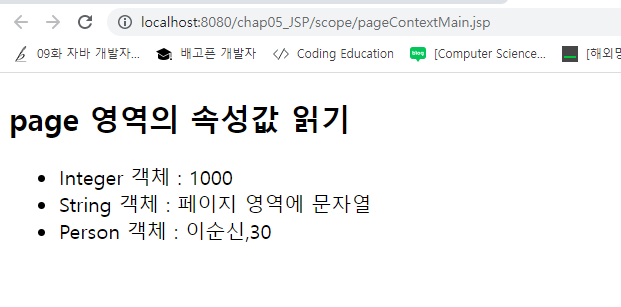 localhost:8080/chap05_JSP/scope/pageContextMain.jsp
09화 자바 개발자... 배고픈 개발자 Coding Education blog [Computer Science... [해외명
page 영역의 속성값 읽기
Integer 객체 : 1000
String 객체 : 페이지 영역에 문자열
Person 객체 : 이순신,30